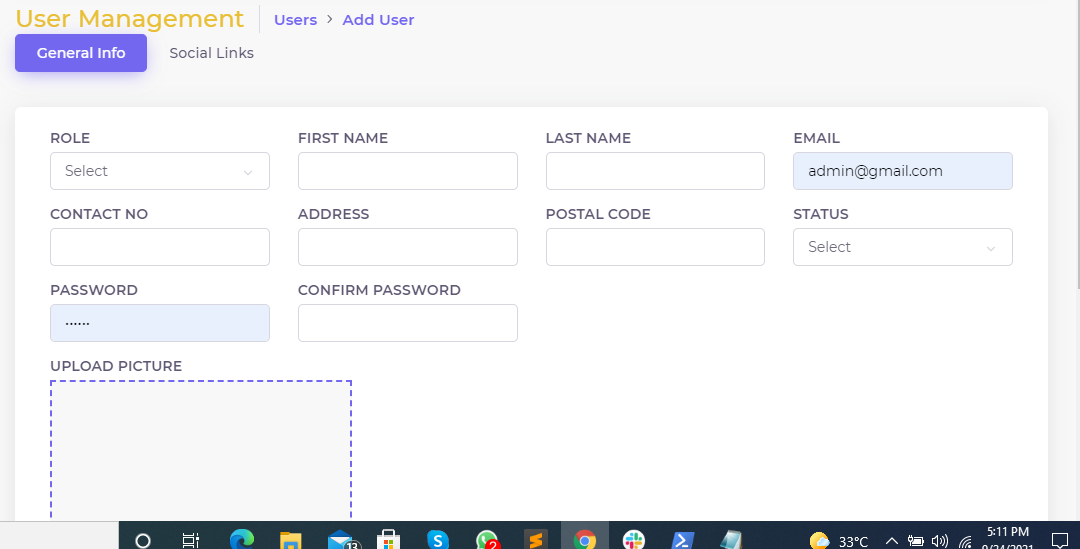 User Management Users > Add User
General Info Social Links
ROLE FIRST NAME LAST NAME EMAIL
Select admin@gmail.com
CONTACT NO ADDRESS POSTAL CODE STATUS
Select
PASSWORD CONFIRM PASSWORD
······
UPLOAD PICTURE
13 2 33°C 5:11 PM
9/24/2021